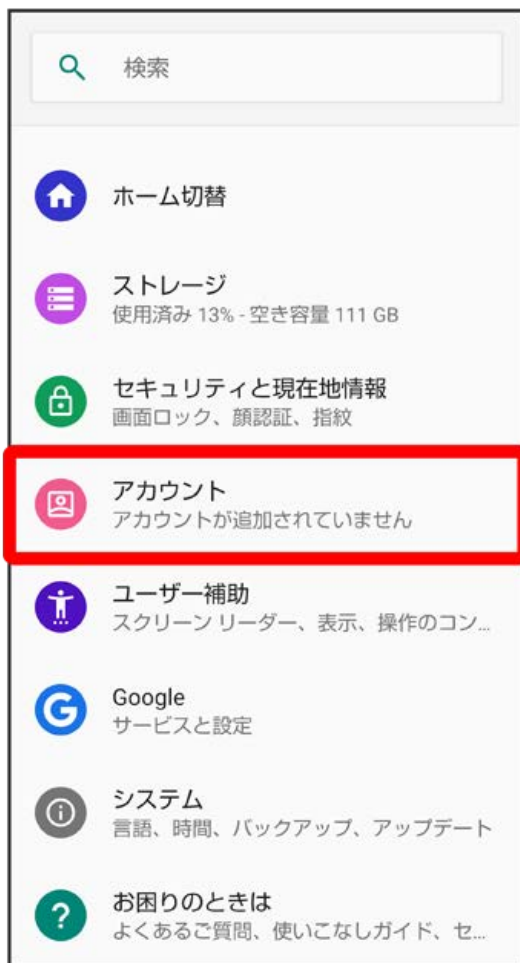 検索
ホーム切替
ストレージ
使用済み 13% - 空き容量 111 GB
セキュリティと現在地情報
画面ロック、顔認証、指紋
アカウント
アカウントが追加されていません
ユーザー補助
スクリーン リーダー、表示、操作のコン...
Google
サービスと設定
システム
言語、時間、バックアップ、アップデート
お困りのときは
よくあるご質問、使いこなしガイド、セ...